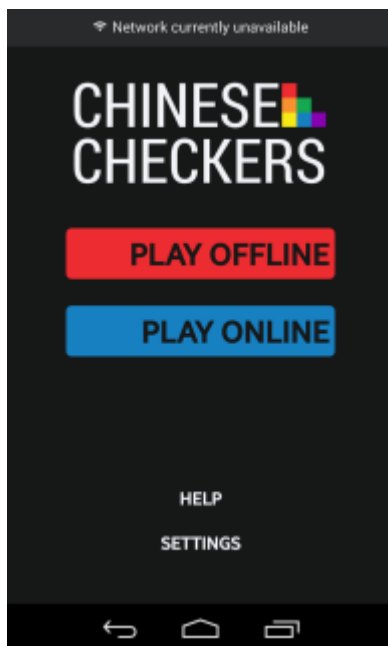 Network currently unavailable
CHINESE
CHECKERS
PLAY OFFLINE
PLAY ONLINE
HELP
SETTINGS